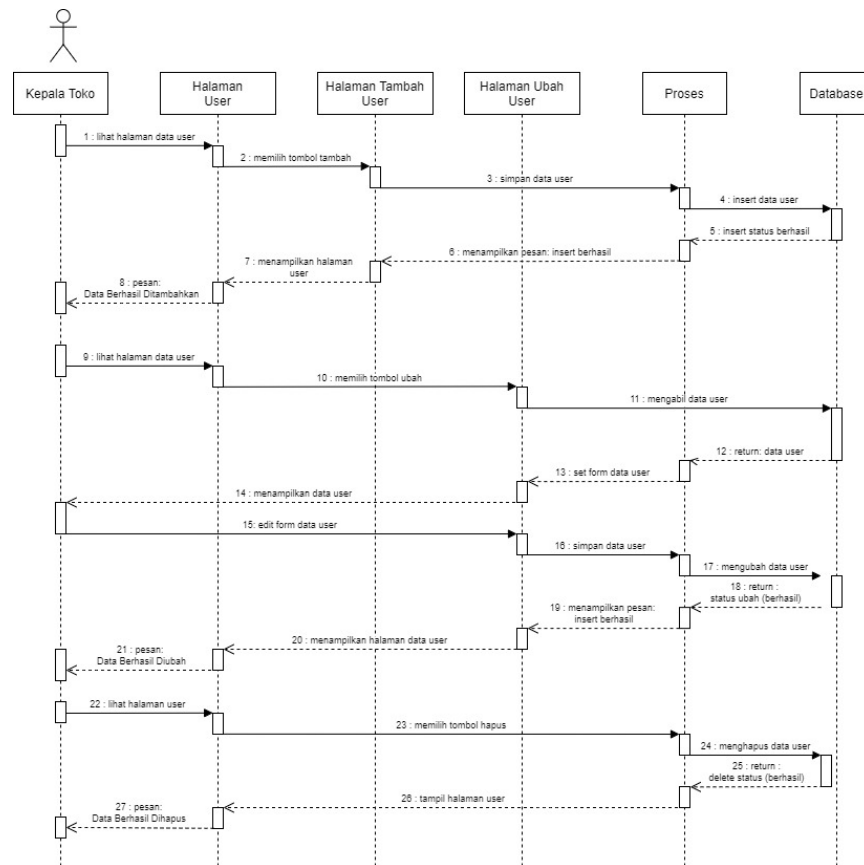 Kepala Toko
Halaman
User
Halaman Tambah
User
Halaman Ubah
User
Proses
Database
1 : lihat halaman data user
2 : memilih tombol tambah
3 : simpan data user
4 : insert data user
5 : insert status berhasil
6 : menampilkan pesan: insert berhasil
7 : menampilkan halaman
user
8 : pesan:
Data Berhasil Ditambahkan
9 : lihat halaman data user
10 : memilih tombol ubah
11 : mengabil data user
12 : return: data user
13 : set form data user
14 : menampilkan data user
15: edit form data user
16 : simpan data user
17 : mengubah data user
18 : return :
status ubah (berhasil)
19 : menampilkan pesan:
insert berhasil
20 : menampilkan halaman data user
21 : pesan:
Data Berhasil Diubah
22 : lihat halaman user
23 : memilih tombol hapus
24 : menghapus data user
25 : return :
delete status (berhasil)
26 : tampil halaman user
27 : pesan:
Data Berhasil Dihapus